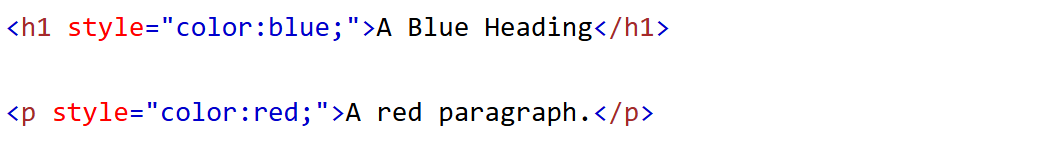 <h1 style="color:blue;">A Blue Heading</h1>
<p style="color:red;">A red paragraph.</p>